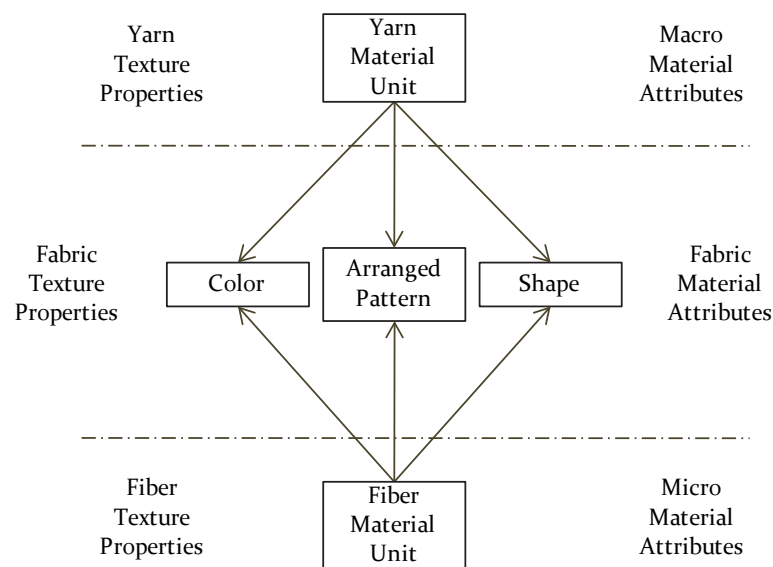 Yarn
Texture
Properties
Yarn
Material
Unit
Macro
Material
Attributes
Fabric
Texture
Properties
Color
Arranged
Pattern
Shape
Fabric
Material
Attributes
Fiber
Texture
Properties
Fiber
Material
Unit
Micro
Material
Attributes